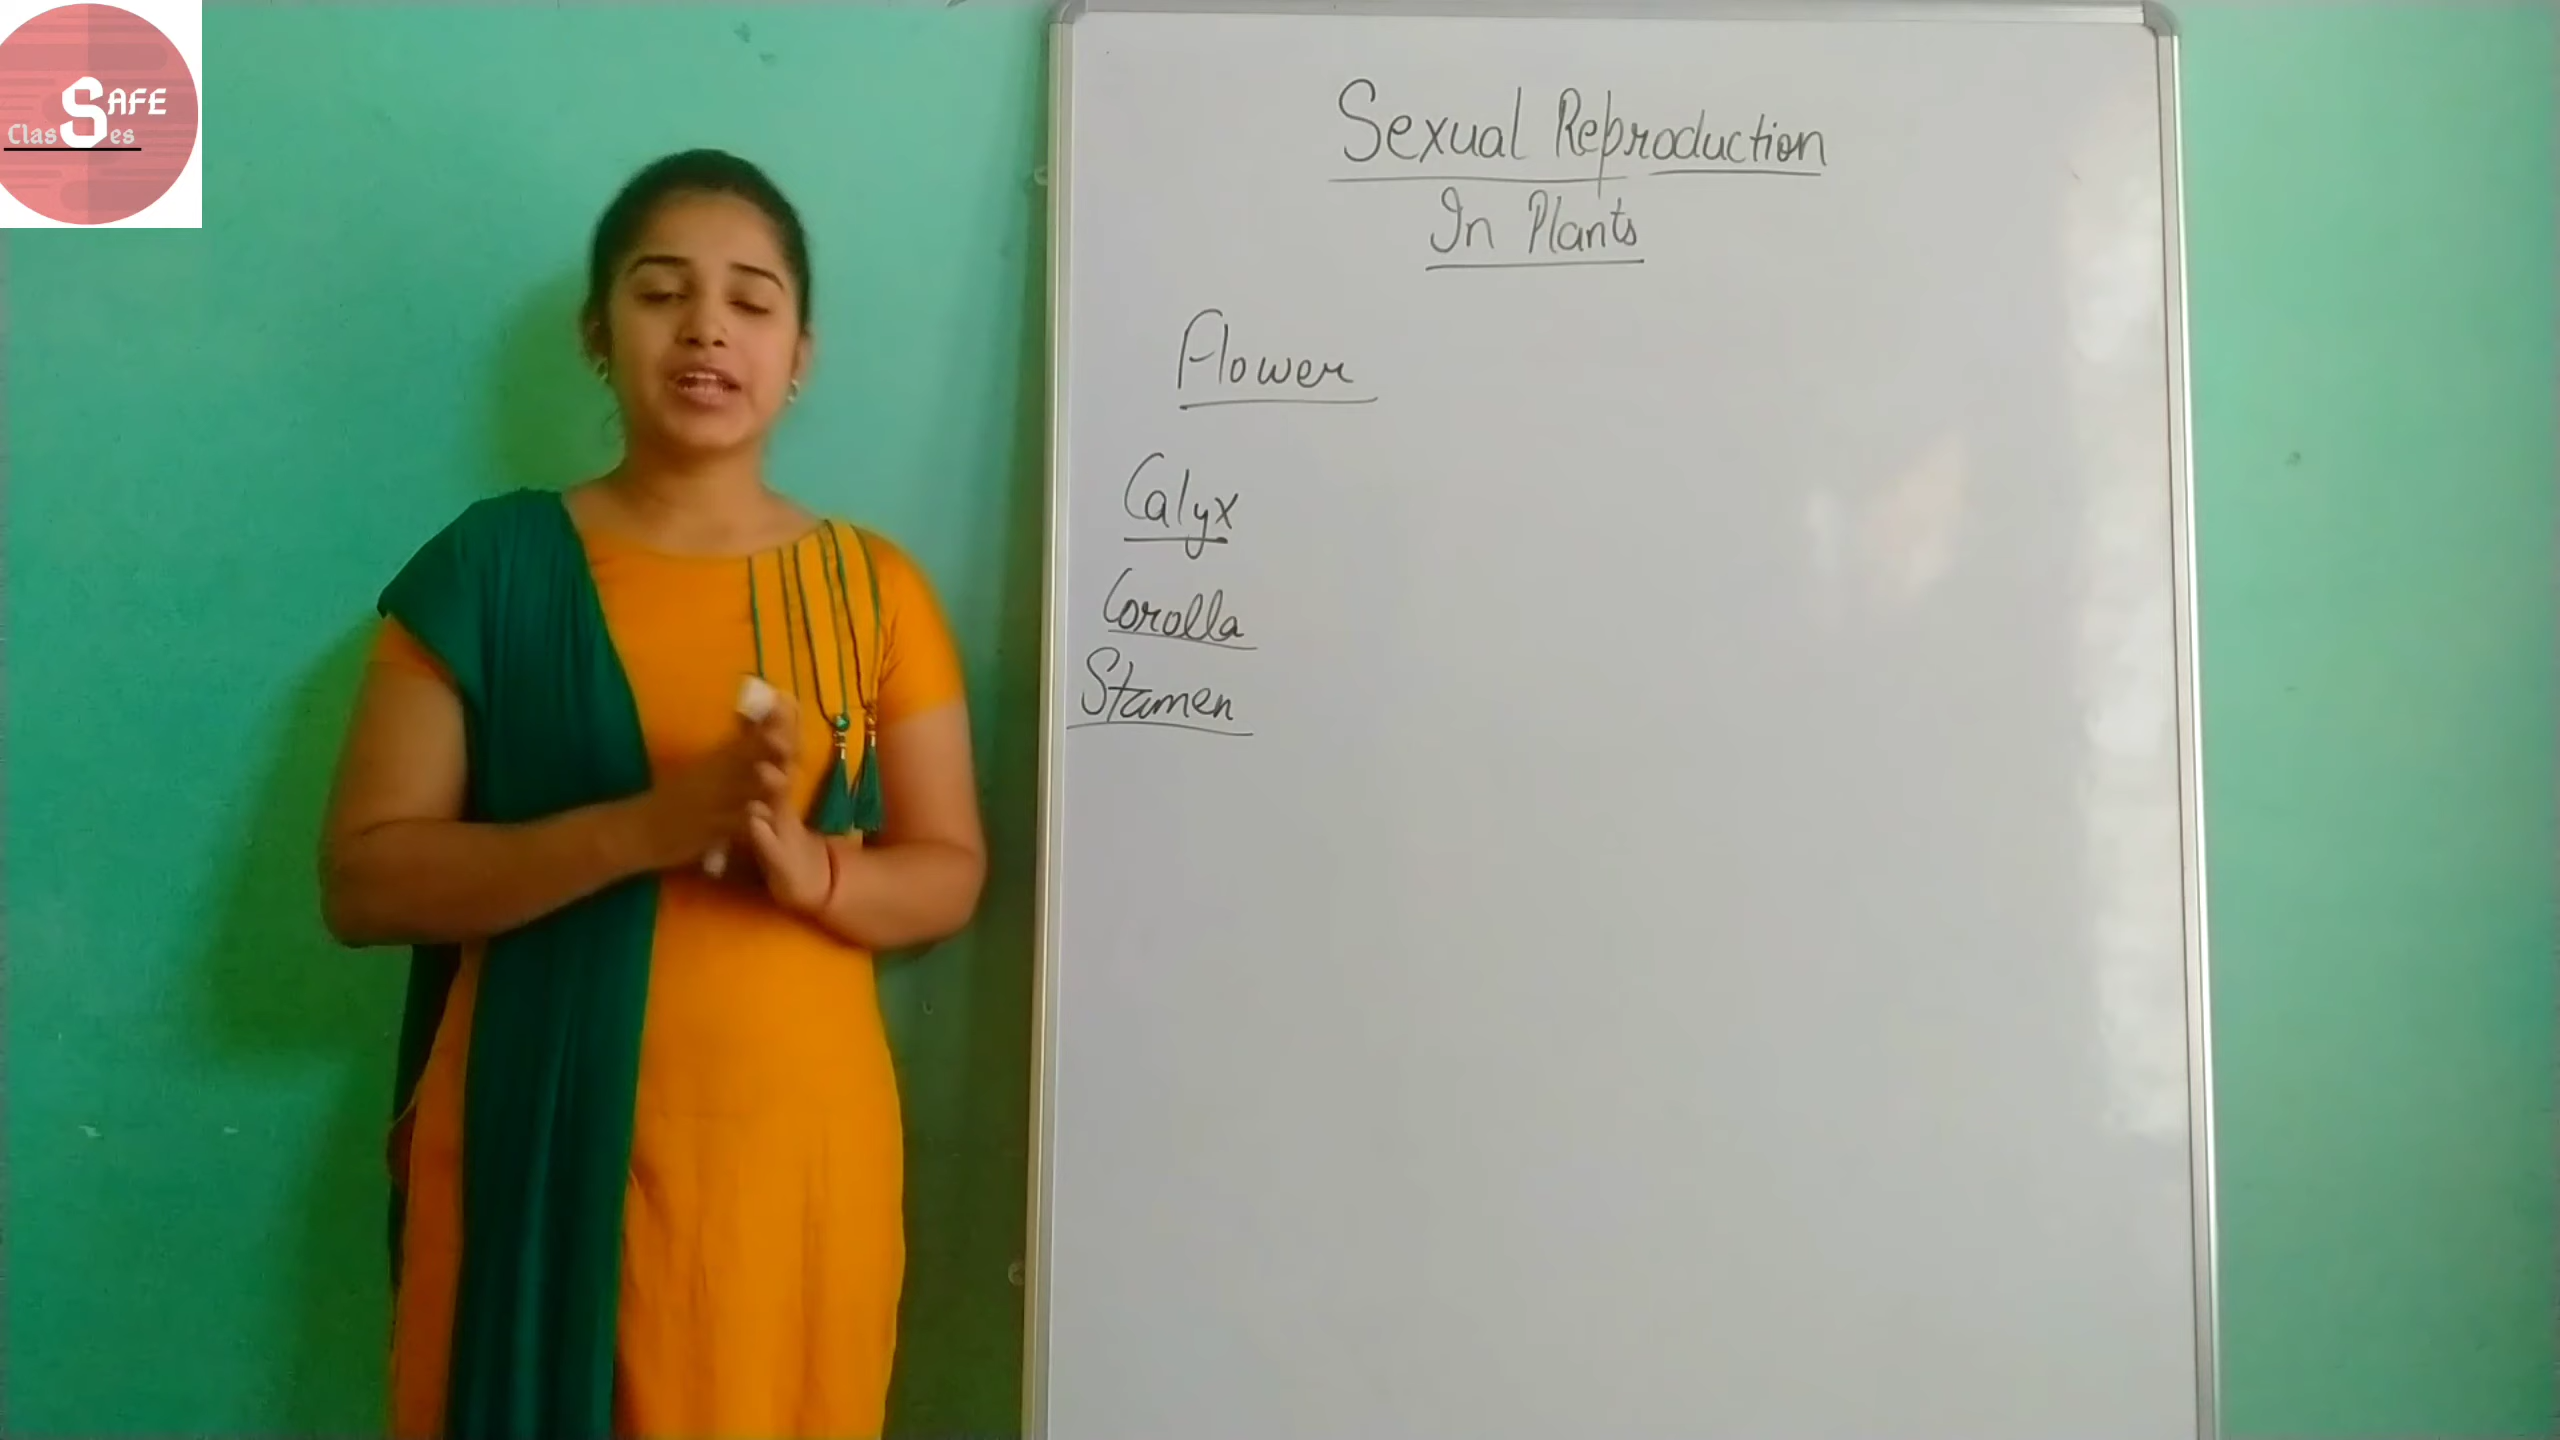 SAFE
Classes
Sexual Reproduction
In Plants
Flower
Calyx
Corolla
Stamen